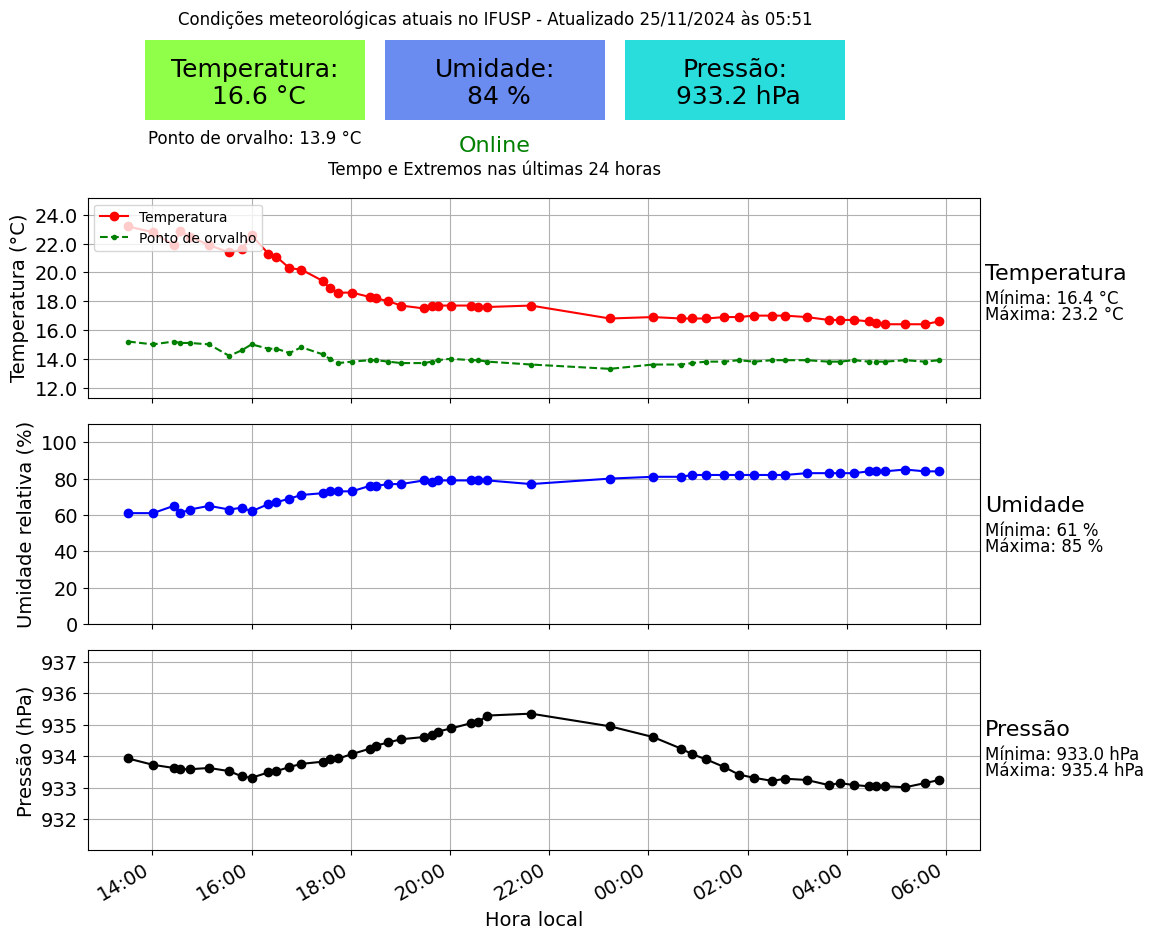 Condições meteorológicas atuais no IFUSP - Atualizado 25/11/2024 às 05:51
Temperatura:
16.6 °C
Umidade:
84 %
Pressão:
933.2 hPa
Ponto de orvalho: 13.9 °C
Online
Tempo e Extremos nas últimas 24 horas
Temperatura (°C)
24.0
22.0
20.0
18.0
16.0
14.0
12.0
Temperatura
Ponto de orvalho
Temperatura
Mínima: 16.4 °C
Máxima: 23.2 °C
Umidade relativa (%)
100
80
60
40
20
0
Umidade
Mínima: 61 %
Máxima: 85 %
Pressão (hPa)
937
936
935
934
933
932
Pressão
Mínima: 933.0 hPa
Máxima: 935.4 hPa
14:00
16:00
18:00
20:00
22:00
00:00
02:00
04:00
06:00
Hora local